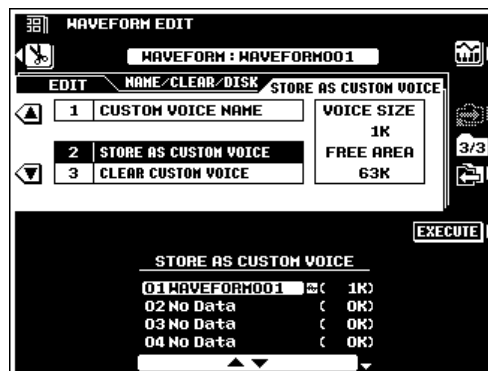 WAVEFORM EDIT
WAVEFORM : WAVEFORM001
EDIT NAME/CLEAR/DISK STORE AS CUSTOM VOICE
1 CUSTOM VOICE NAME
2 STORE AS CUSTOM VOICE
3 CLEAR CUSTOM VOICE
VOICE SIZE
1K
FREE AREA
63K
3/3
EXECUTE
STORE AS CUSTOM VOICE
01 WAVEFORM001 ( 1K)
02 No Data ( 0K)
03 No Data ( 0K)
04 No Data ( 0K)